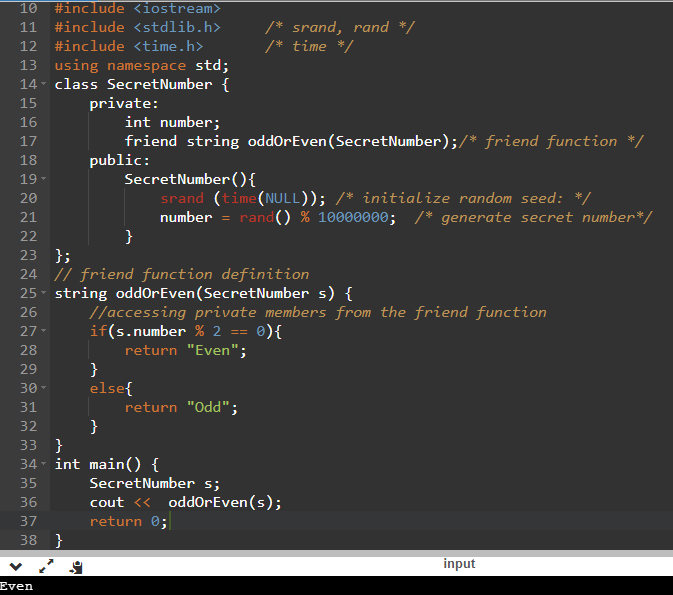 10 #include <iostream>
11 #include <stdlib.h>     /* srand, rand */
12 #include <time.h>       /* time */
13 using namespace std;
14 class SecretNumber {
15     private:
16         int number;
17         friend string oddOrEven(SecretNumber);/* friend function */
18     public:
19         SecretNumber(){
20             srand (time(NULL)); /* initialize random seed: */
21             number = rand() % 10000000;  /* generate secret number*/
22         }
23 };
24 // friend function definition
25 string oddOrEven(SecretNumber s) {
26     //accessing private members from the friend function
27     if(s.number % 2 == 0){
28         return "Even";
29     }
30     else{
31         return "Odd";
32     }
33 }
34 int main() {
35     SecretNumber s;
36     cout <<  oddOrEven(s);
37     return 0;
38 }
input
Even